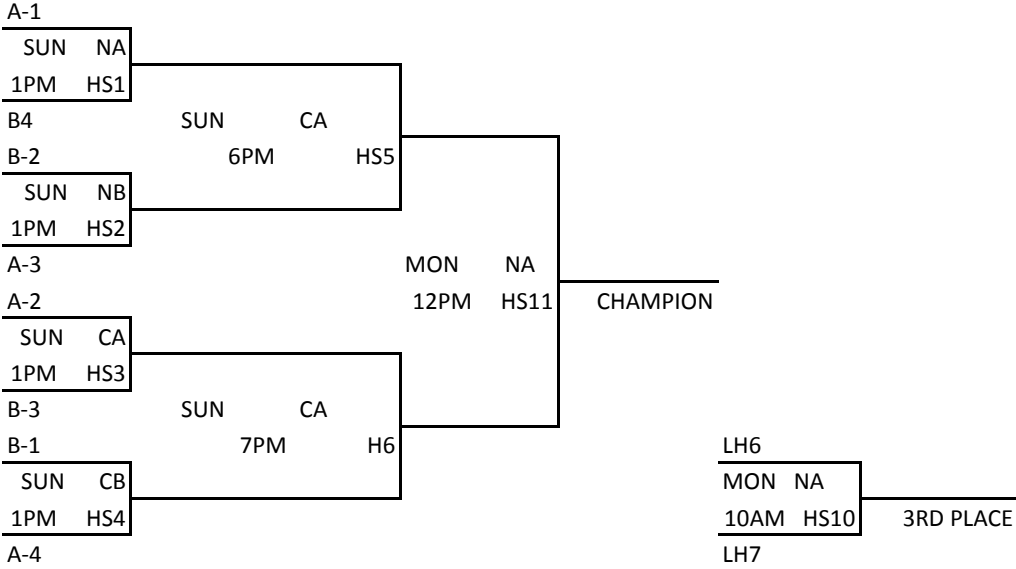 A-1
SUN NA
1PM HS1
B4 SUN CA
B-2 6PM HS5
SUN NB
1PM HS2
A-3 MON NA
A-2 12PM HS11 CHAMPION
SUN CA
1PM HS3
B-3 SUN CA
B-1 7PM H6 LH6
SUN CB MON NA
1PM HS4 10AM HS10 3RD PLACE
A-4 LH7